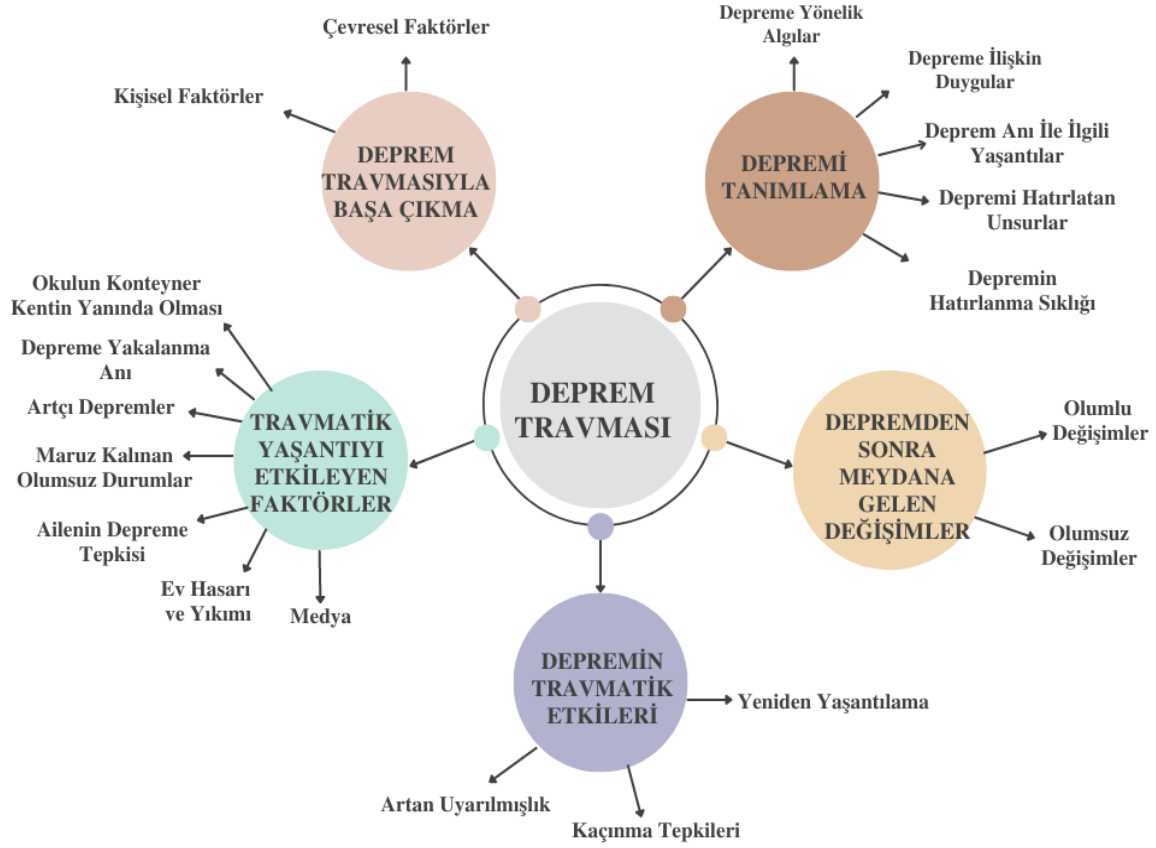 Çevresel Faktörler
Kişisel Faktörler
DEPREM
TRAVMASIYLA
BAŞA ÇIKMA
Depreme Yönelik
Algılar
Depreme İlişkin
Duygular
Deprem Anı İle İlgili
Yaşantılar
Depremi Hatırlatan
Unsurlar
Depremin
Hatırlanma Sıklığı
DEPREMİ
TANIMLAMA
DEPREM
TRAVMASI
Okulun Konteyner
Kentin Yanında Olması
Depreme Yakalanma
Anı
Artçı Depremler
Maruz Kalınan
Olumsuz Durumlar
Ailenin Depreme
Tepkisi
Ev Hasarı
ve Yıkımı
Medya
TRAVMATİK
YAŞANTIYI
ETKİLEYEN
FAKTÖRLER
DEPREMDEN
SONRA
MEYDANA
GELEN
DEĞİŞİMLER
Olumlu
Değişimler
Olumsuz
Değişimler
DEPREMİN
TRAVMATİK
ETKİLERİ
Yeniden Yaşantılama
Artan Uyarılmışlık
Kaçınma Tepkileri